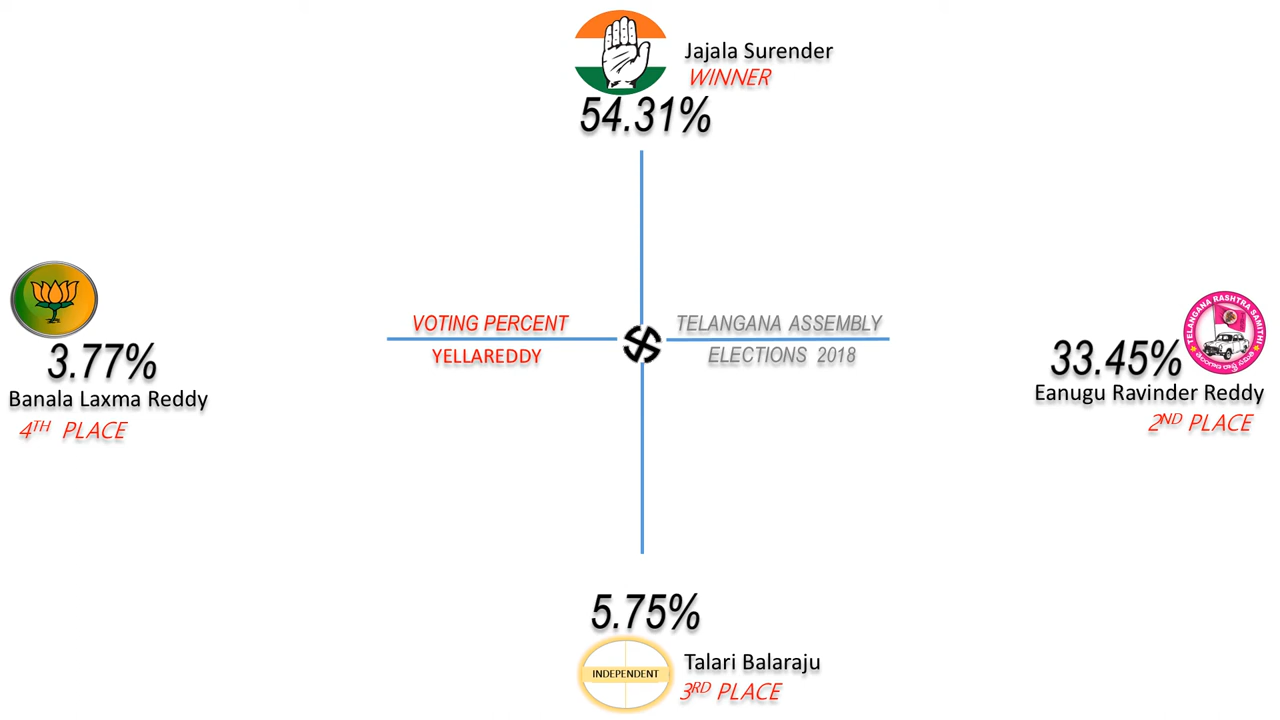 Jajala Surender
WINNER
54.31%
VOTING PERCENT
YELLAREDDY
TELANGANA ASSEMBLY
ELECTIONS 2018
3.77%
Banala Laxma Reddy
4TH PLACE
TELANGANA RASHTRA SAMITHI
33.45%
Eanugu Ravinder Reddy
2ND PLACE
5.75%
INDEPENDENT
Talari Balaraju
3RD PLACE